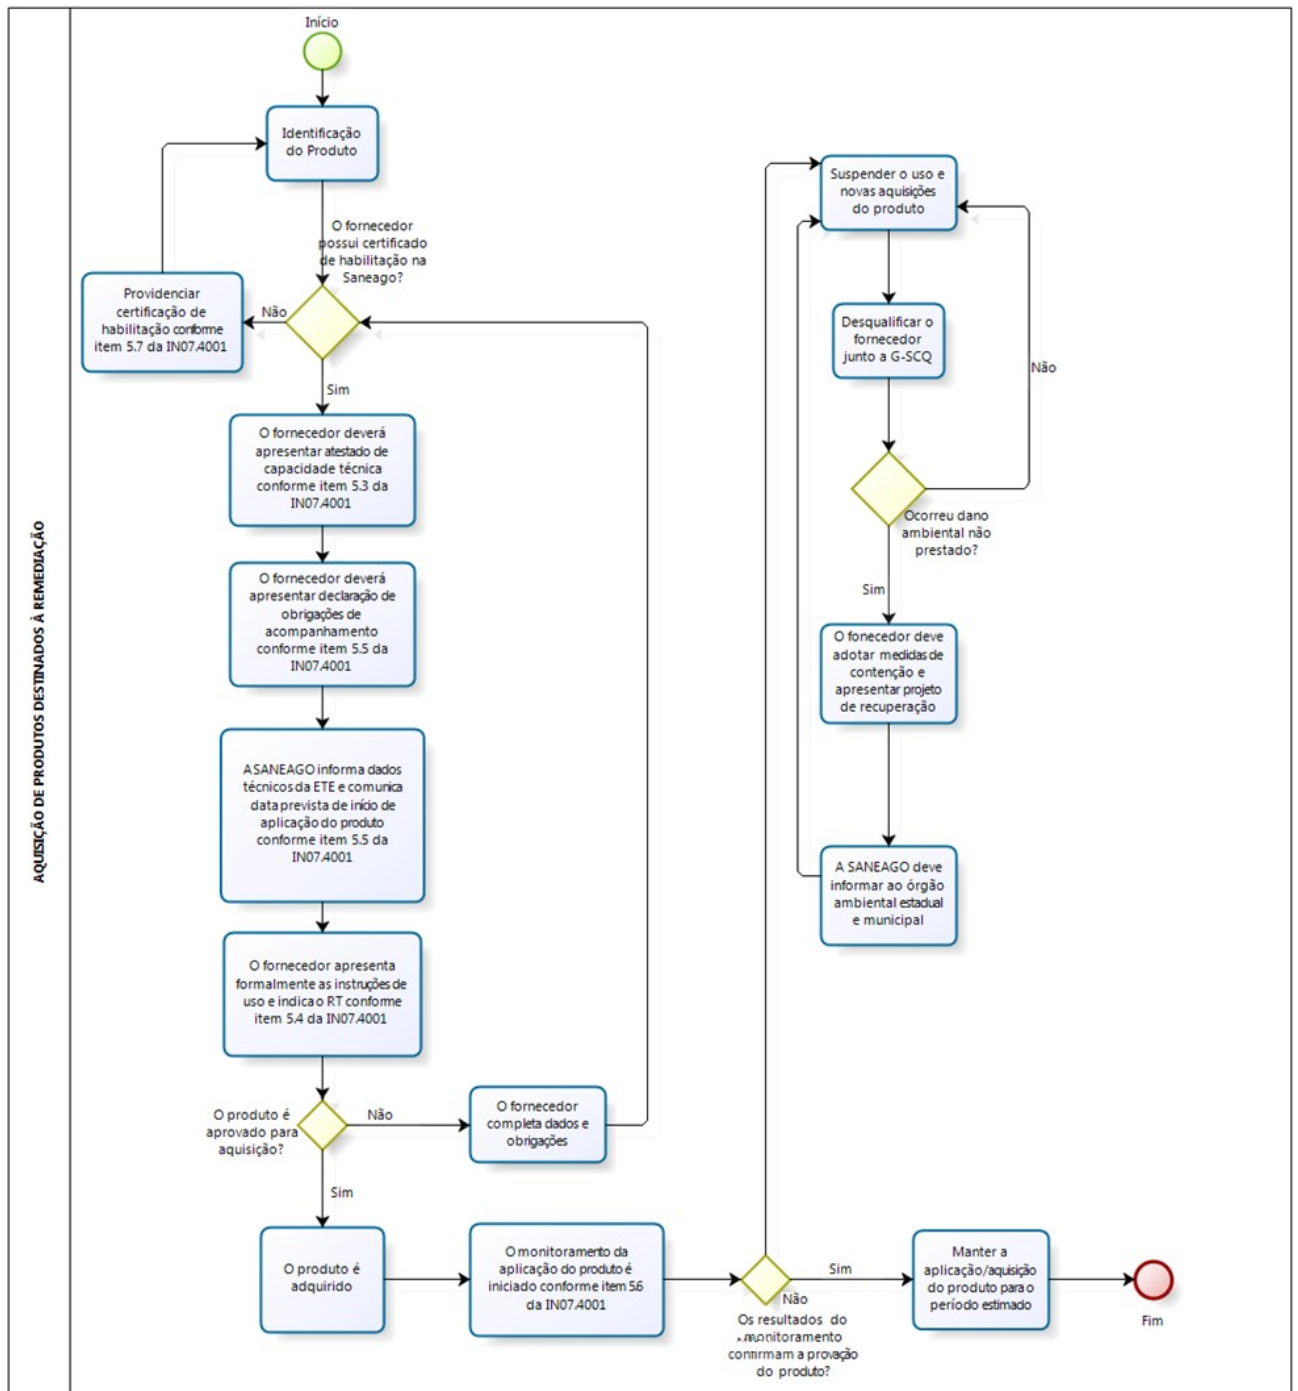 AQUISIÇÃO DE PRODUTOS DESTINADOS À REMEDIAÇÃO
Início
Identificação
do Produto
O fornecedor
possui certificado
de habilitação na
Saneago?
Não
Providenciar
certificação de
habilitação conforme
item 5.7 da IN07.4001
Sim
O fornecedor deverá
apresentar atestado de
capacidade técnica
conforme item 5.3 da
IN07.4001
O fornecedor deverá
apresentar declaração de
obrigações de
acompanhamento
conforme item 5.5 da
IN07.4001
A SANEAGO informa dados
técnicos da ETE e comunica
data prevista de início de
aplicação do produto
conforme item 5.5 da
IN07.4001
O fornecedor apresenta
formalmente as instruções de
uso e indica o RT conforme
item 5.4 da IN07.4001
O produto é
aprovado para
aquisição?
Não
O fornecedor
completa dados e
obrigações
Sim
O produto é
adquirido
O monitoramento da
aplicação do produto é
iniciado conforme item 5.6
da IN07.4001
Sim
Não
Os resultados do
monitoramento
confirmam a provação
do produto?
Manter a
aplicação/aquisição
do produto para o
período estimado
Fim
Suspender o uso e
novas aquisições
do produto
Desqualificar o
fornecedor
junto a G-SCQ
Não
Ocorreu dano
ambiental não
prestado?
Sim
O fonecedor deve
adotar medidas de
contenção e
apresentar projeto
de recuperação
A SANEAGO deve
informar ao órgão
ambiental estadual
e municipal